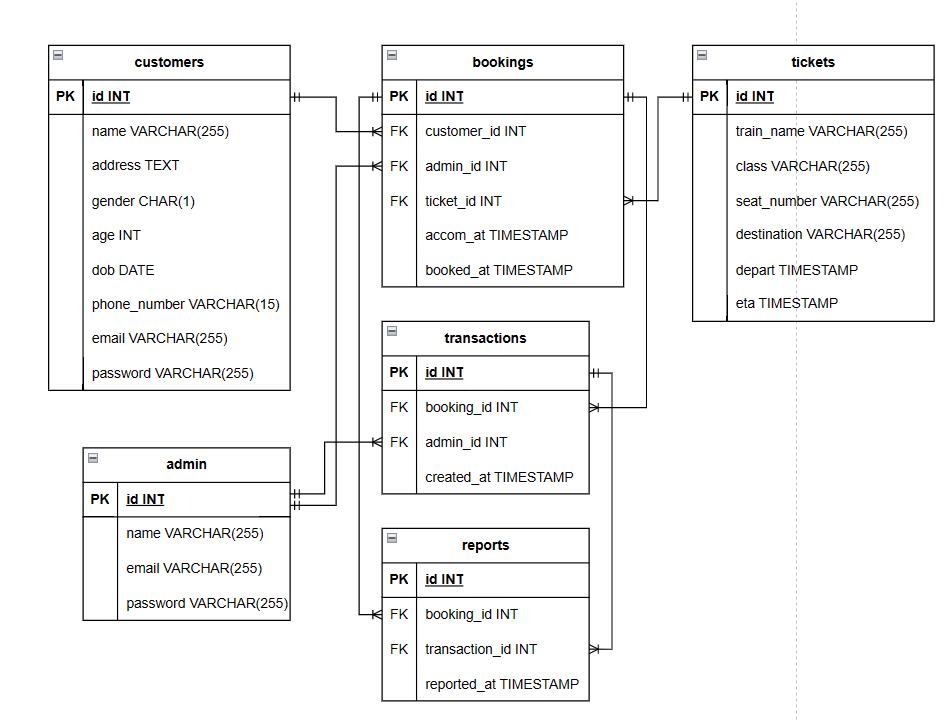 customers
PK id INT
name VARCHAR(255)
address TEXT
gender CHAR(1)
age INT
dob DATE
phone_number VARCHAR(15)
email VARCHAR(255)
password VARCHAR(255)
bookings
PK id INT
FK customer_id INT
FK admin_id INT
FK ticket_id INT
accom_at TIMESTAMP
booked_at TIMESTAMP
tickets
PK id INT
train_name VARCHAR(255)
class VARCHAR(255)
seat_number VARCHAR(255)
destination VARCHAR(255)
depart TIMESTAMP
eta TIMESTAMP
transactions
PK id INT
FK booking_id INT
FK admin_id INT
created_at TIMESTAMP
admin
PK id INT
name VARCHAR(255)
email VARCHAR(255)
password VARCHAR(255)
reports
PK id INT
FK booking_id INT
FK transaction_id INT
reported_at TIMESTAMP